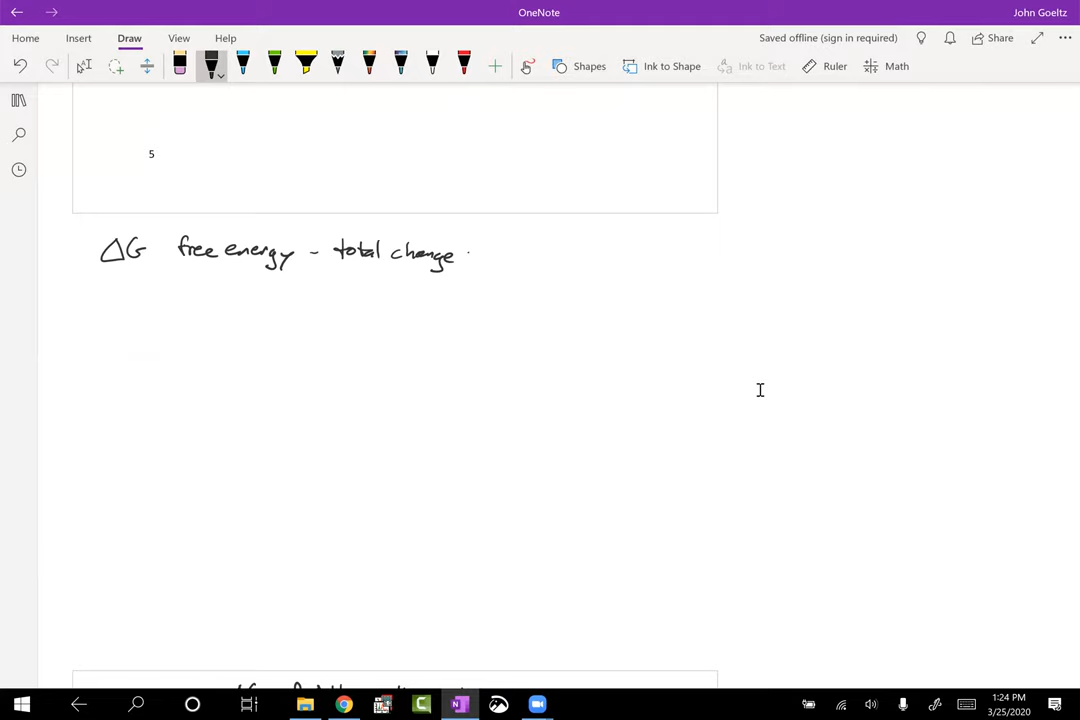 OneNote
John Goeltz
Home Insert Draw View Help
Saved offline (sign in required) Share
Shapes Ink to Shape Ink to Text Ruler Math
5
ΔG free energy - total change
1:24 PM
3/25/2020